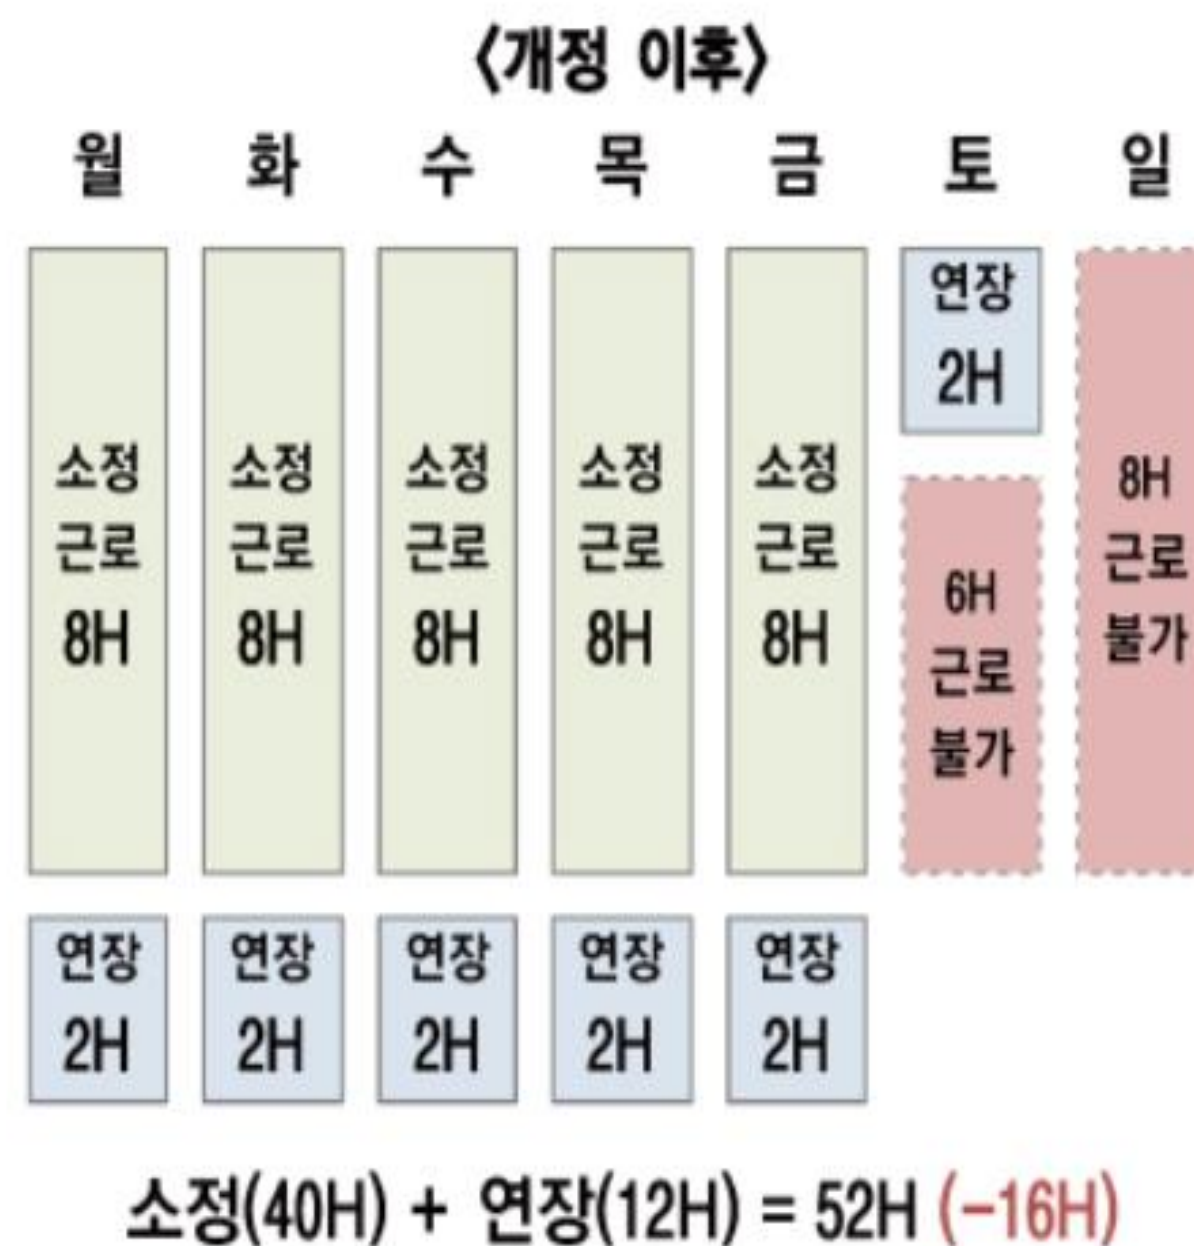 <개정 이후>
월 화 수 목 금 토 일
소정 근로 8H
소정 근로 8H
소정 근로 8H
소정 근로 8H
소정 근로 8H
연장 2H
6H 근로 불가
8H 근로 불가
연장 2H
연장 2H
연장 2H
연장 2H
연장 2H
소정(40H) + 연장(12H) = 52H (-16H)